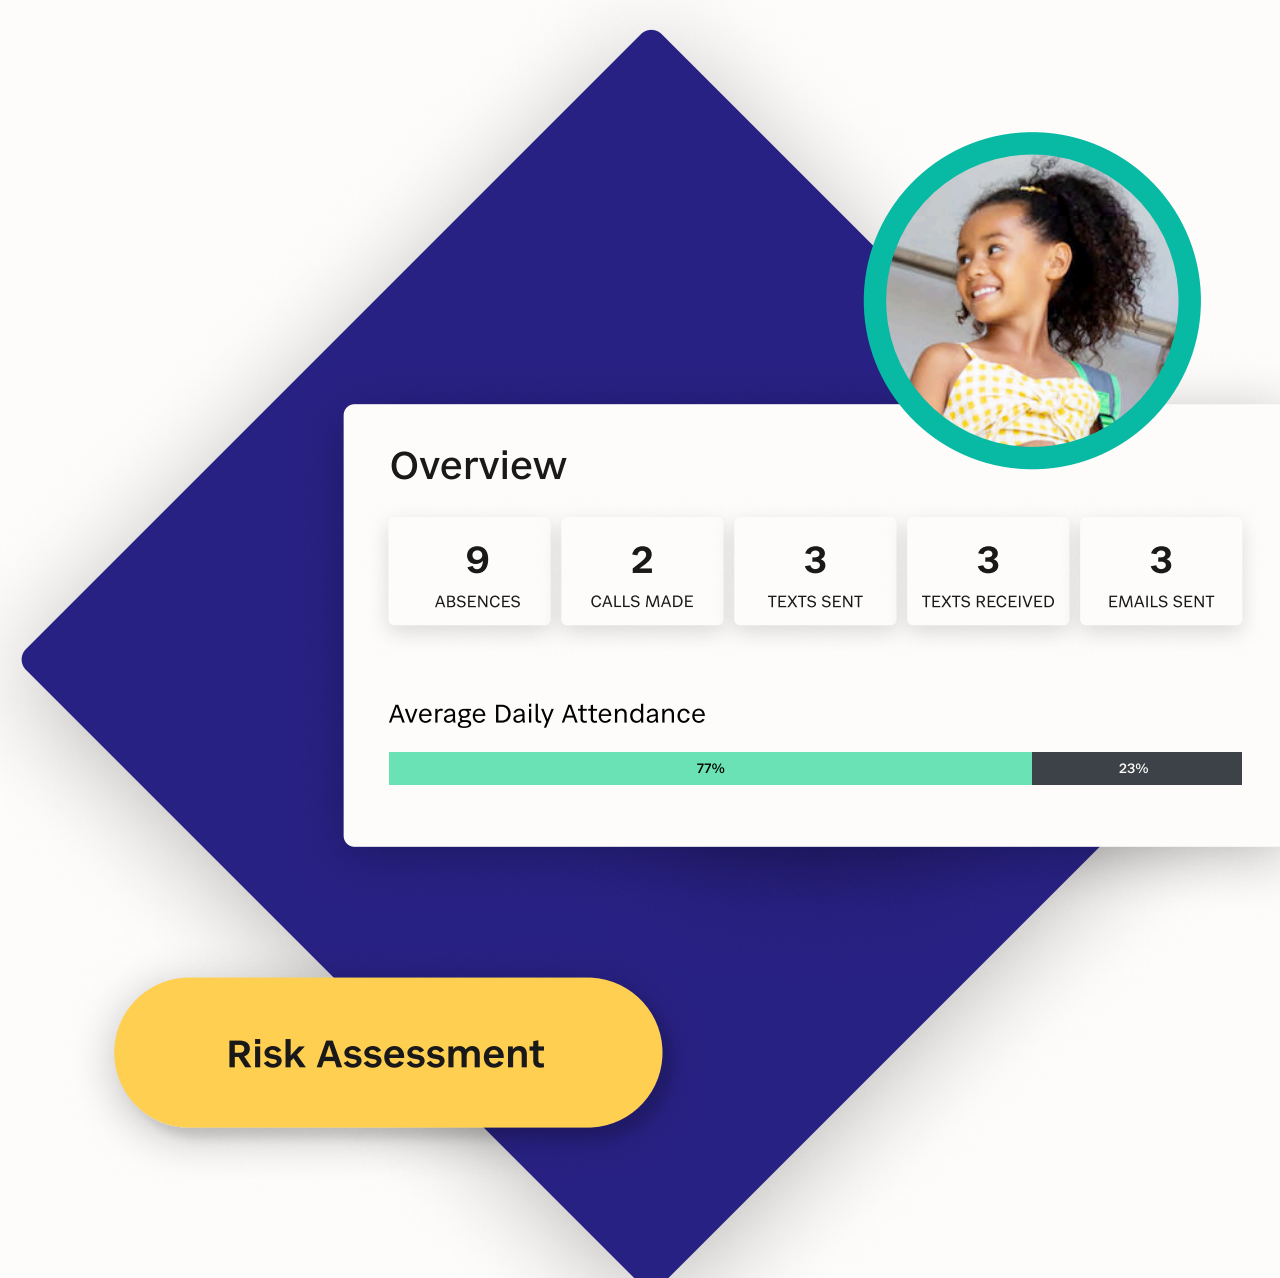 Overview
9 2 3 3 3
ABSENCES CALLS MADE TEXTS SENT TEXTS RECEIVED EMAILS SENT
Average Daily Attendance
77% 23%
Risk Assessment